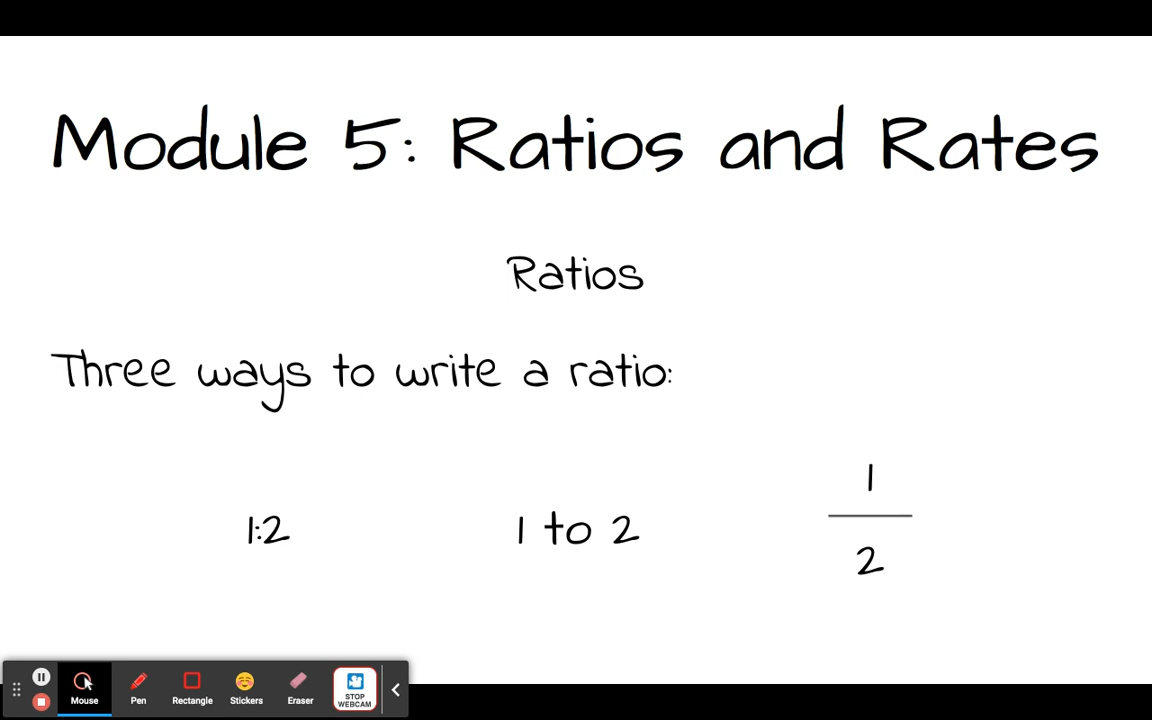 Module 5: Ratios and Rates
Ratios
Three ways to write a ratio:
1:2
1 to 2
1
2
Mouse
Pen
Rectangle
Stickers
Eraser
STOP
WEBCAM